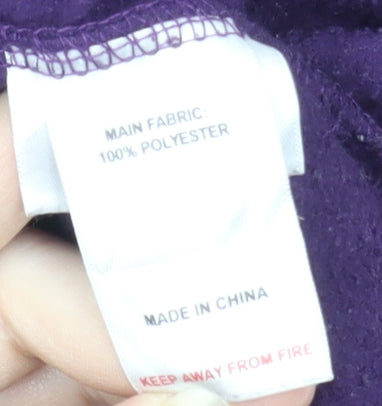 MAIN FABRIC:
100% POLYESTER
MADE IN CHINA
KEEP AWAY FROM FIRE